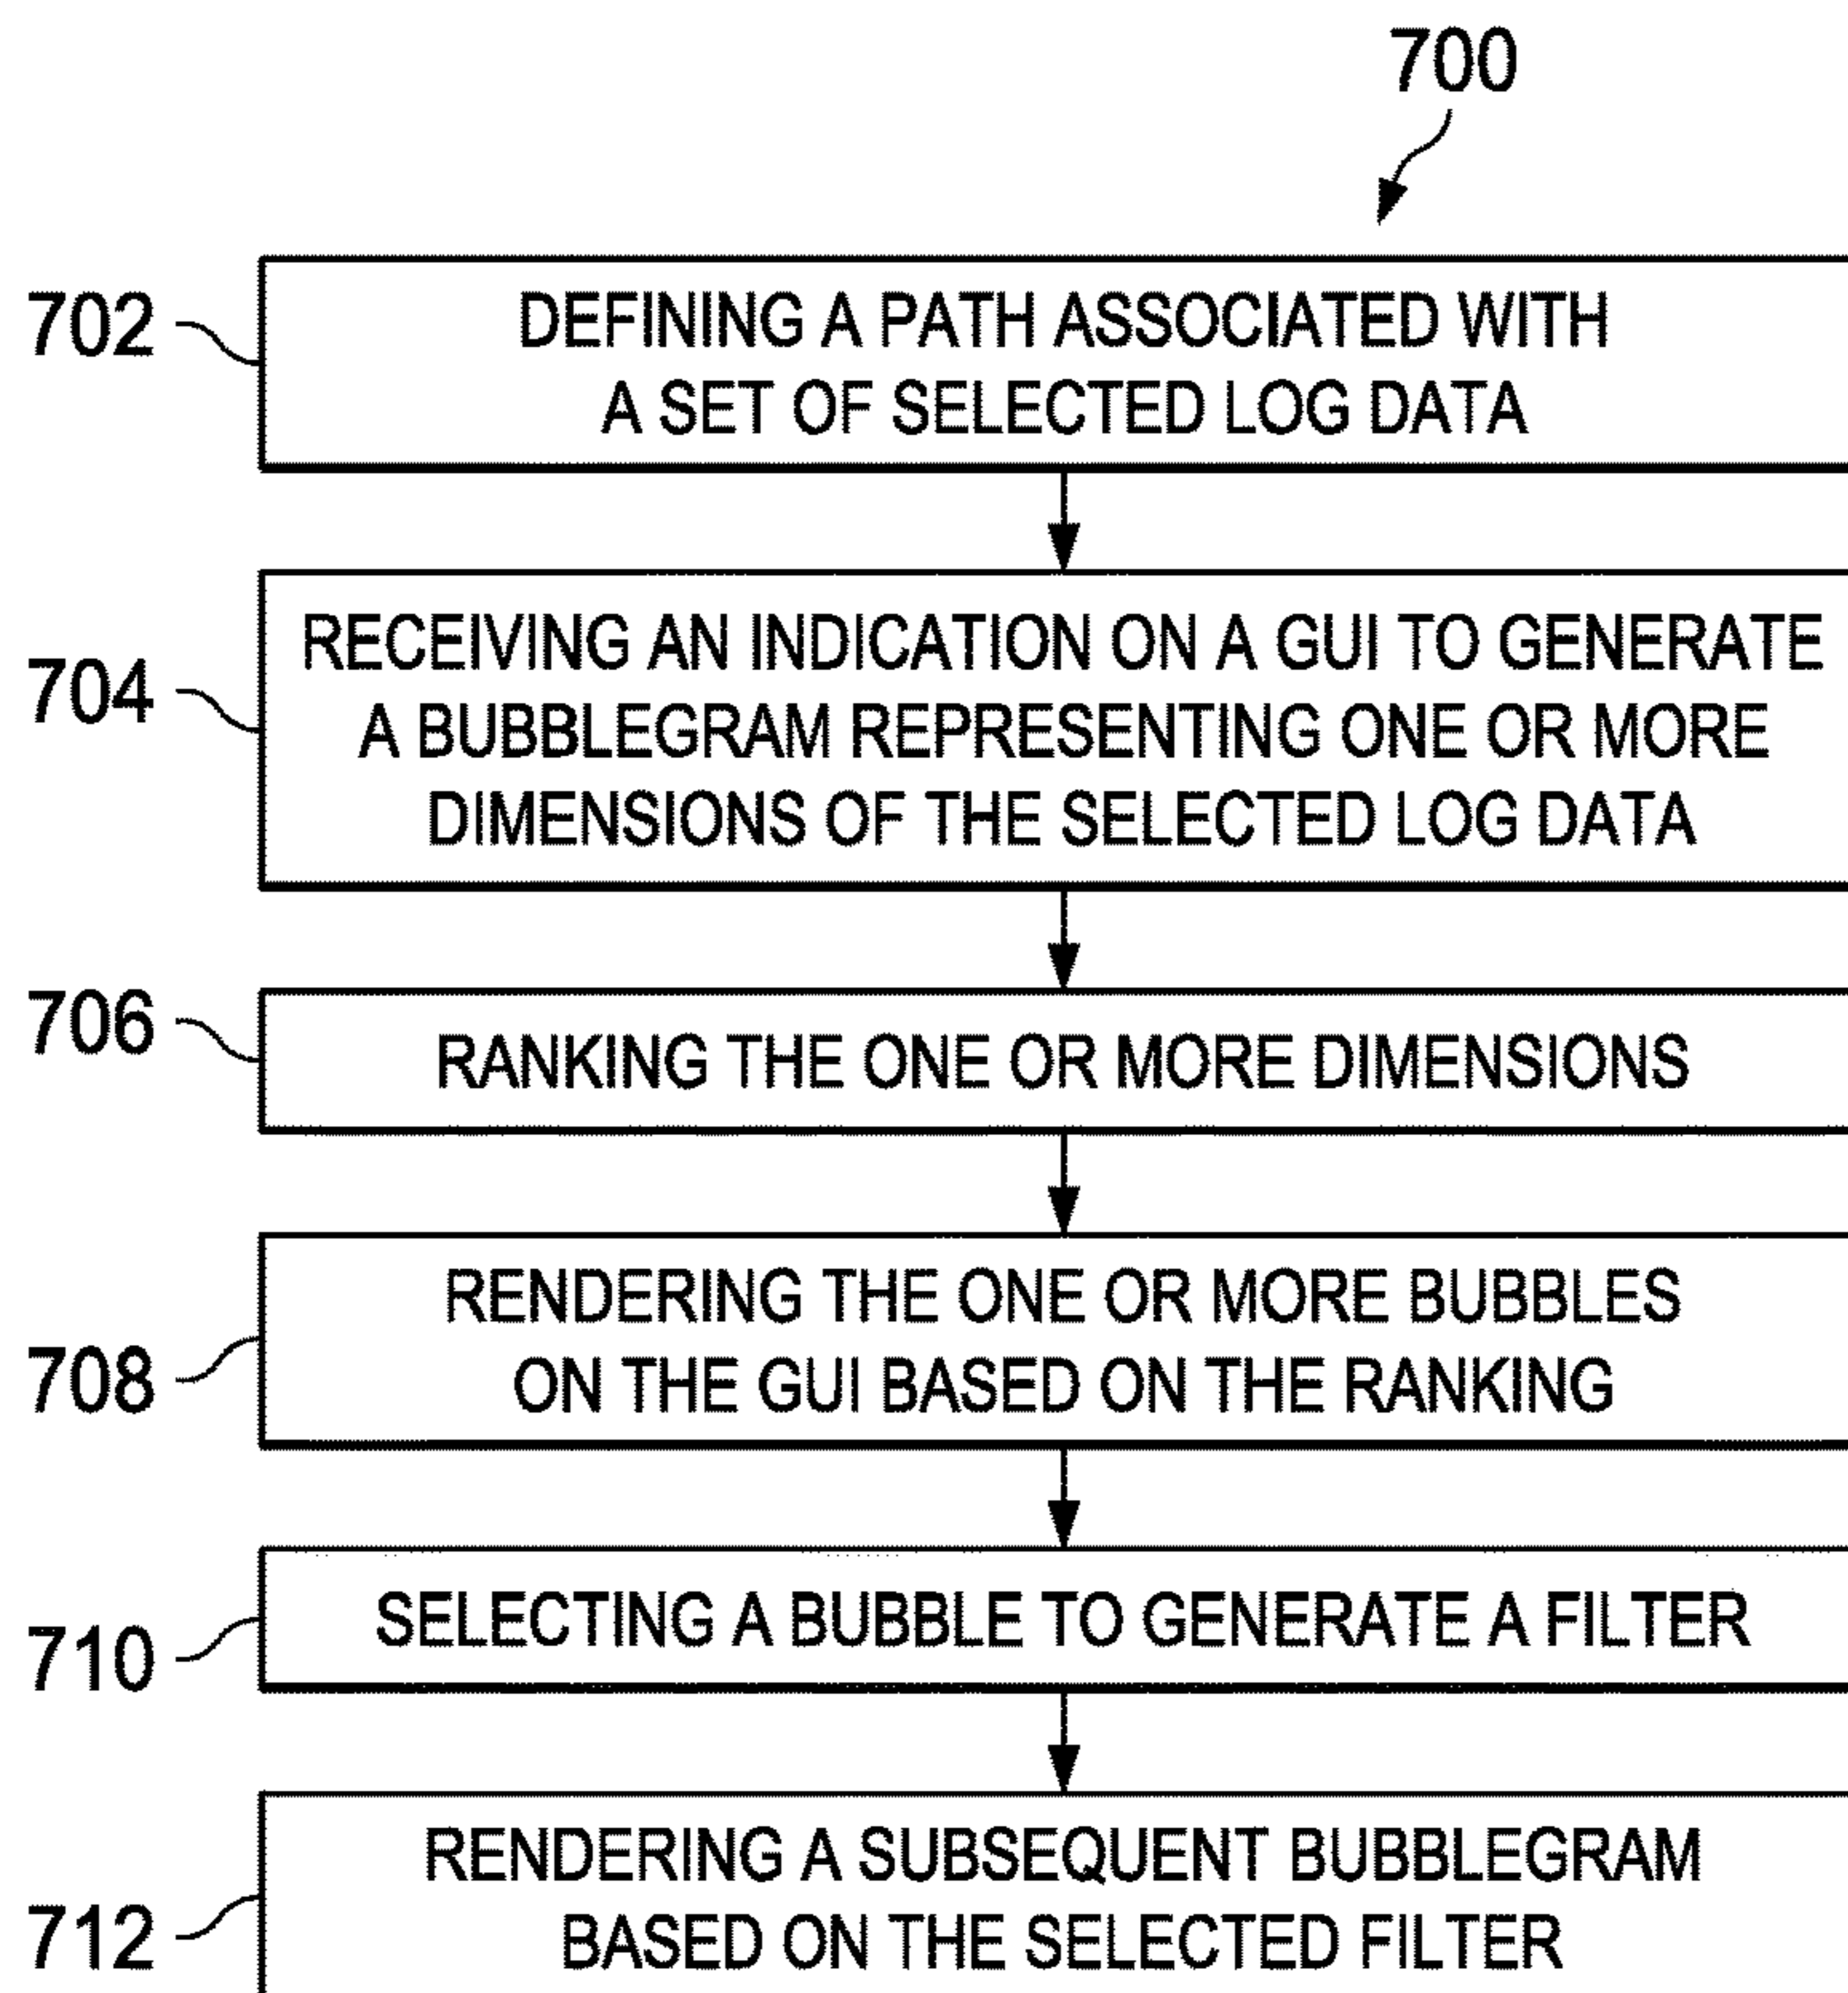 700
702
DEFINING A PATH ASSOCIATED WITH
A SET OF SELECTED LOG DATA
704
RECEIVING AN INDICATION ON A GUI TO GENERATE
A BUBBLEGRAM REPRESENTING ONE OR MORE
DIMENSIONS OF THE SELECTED LOG DATA
706
RANKING THE ONE OR MORE DIMENSIONS
708
RENDERING THE ONE OR MORE BUBBLES
ON THE GUI BASED ON THE RANKING
710
SELECTING A BUBBLE TO GENERATE A FILTER
712
RENDERING A SUBSEQUENT BUBBLEGRAM
BASED ON THE SELECTED FILTER